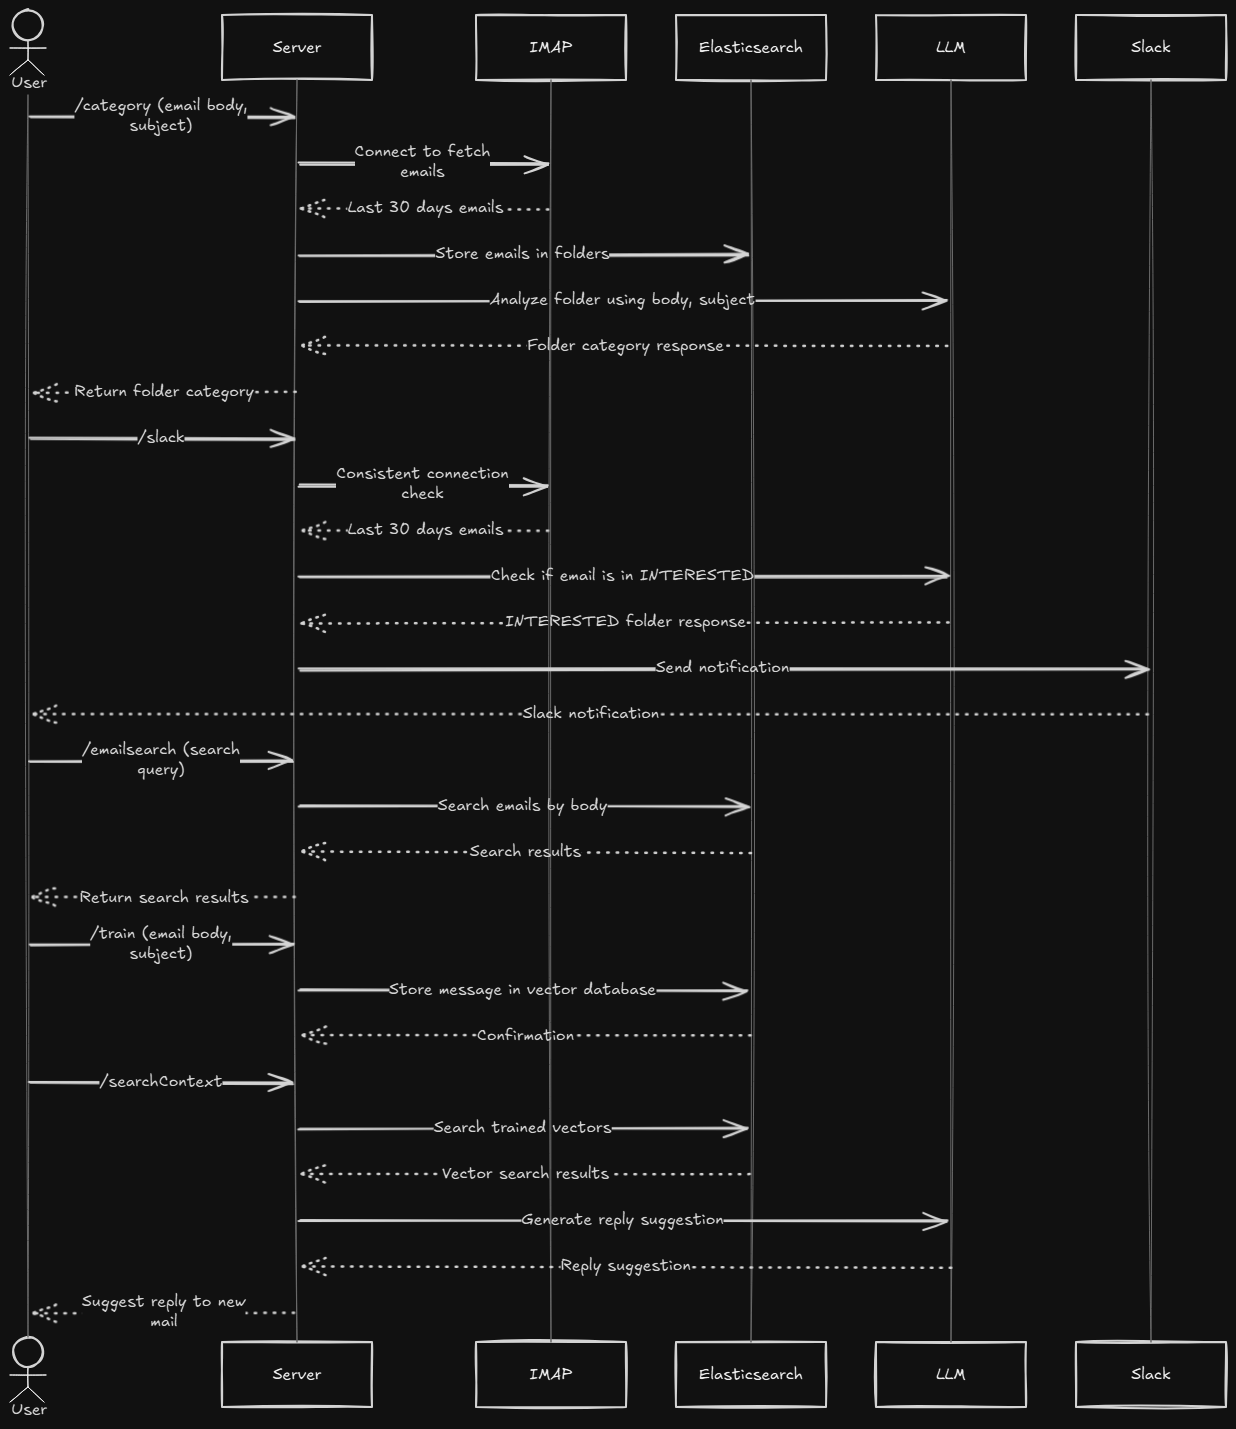 User
Server
IMAP
Elasticsearch
LLM
Slack
/category (email body,
subject)
Connect to fetch
emails
Last 30 days emails
Store emails in folders
Analyze folder using body, subject
Folder category response
Return folder category
/slack
Consistent connection
check
Last 30 days emails
Check if email is in INTERESTED
INTERESTED folder response
Send notification
Slack notification
/emailsearch (search
query)
Search emails by body
Search results
Return search results
/train (email body,
subject)
Store message in vector database
Confirmation
/searchContext
Search trained vectors
Vector search results
Generate reply suggestion
Reply suggestion
Suggest reply to new
mail
User
Server
IMAP
Elasticsearch
LLM
Slack